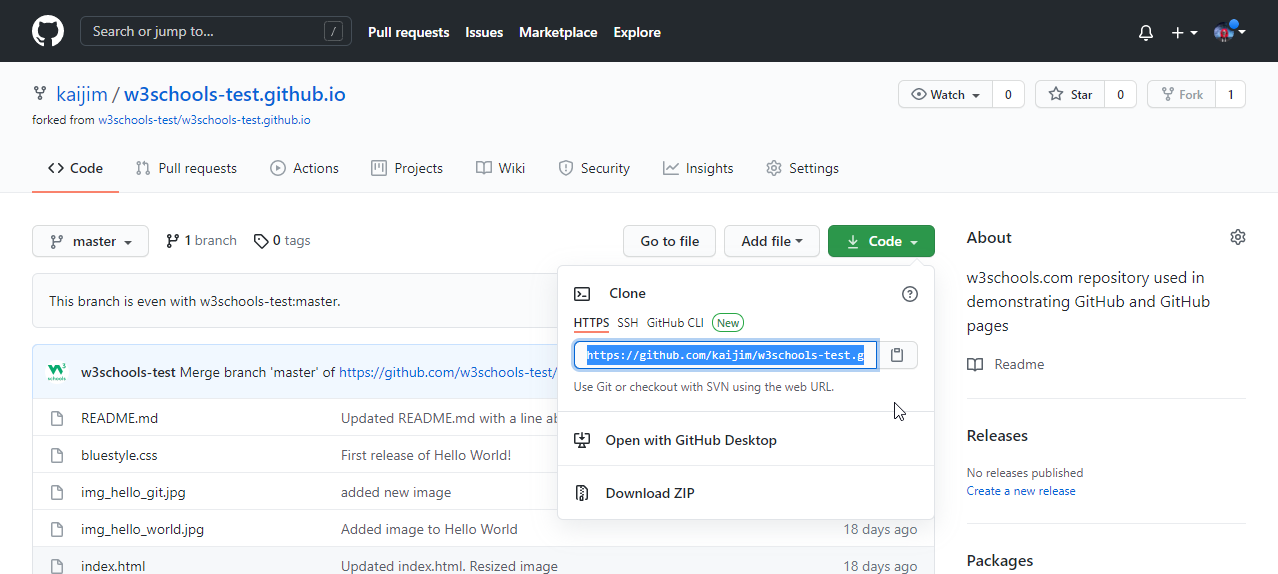 Search or jump to... /
Pull requests Issues Marketplace Explore
kaijim / w3schools-test.github.io
Watch 0 Star 0 Fork 1
forked from w3schools-test/w3schools-test.github.io
Code Pull requests Actions Projects Wiki Security Insights Settings
master 1 branch 0 tags Go to file Add file Code
About
w3schools.com repository used in
demonstrating GitHub and GitHub
pages
Readme
Releases
No releases published
Create a new release
Packages
This branch is even with w3schools-test:master.
Clone
HTTPS SSH GitHub CLI New
https://github.com/kaijim/w3schools-test.g
Use Git or checkout with SVN using the web URL.
Open with GitHub Desktop
Download ZIP
w3schools-test Merge branch 'master' of https://github.com/w3schools-test/
README.md Updated README.md with a line ab
bluestyle.css First release of Hello World!
img_hello_git.jpg added new image
img_hello_world.jpg Added image to Hello World 18 days ago
index.html Updated index.html. Resized image 18 days ago